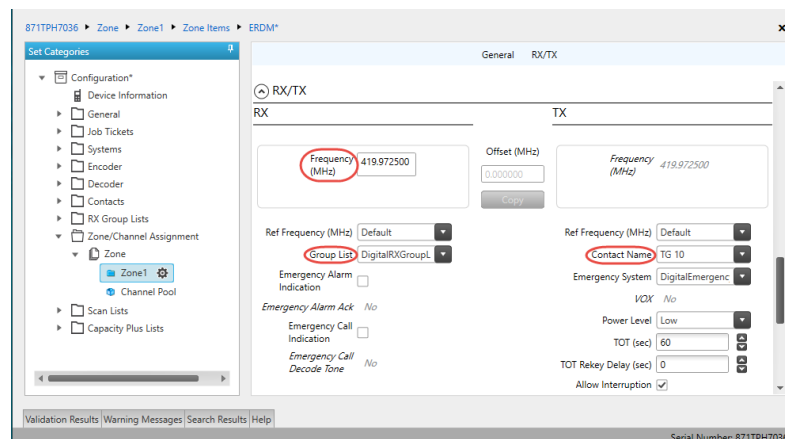 871TPH7036 Zone Zone1 Zone Items ERDM*
Set Categories
Configuration*
Device Information
General
Job Tickets
Systems
Encoder
Decoder
Contacts
RX Group Lists
Zone/Channel Assignment
Zone
Zone1
Channel Pool
Scan Lists
Capacity Plus Lists
General RX/TX
RX/TX
RX TX
Frequency (MHz) 419.972500
Offset (MHz)
0.000000
Copy
Frequency (MHz) 419.972500
Ref Frequency (MHz) Default
Group List DigitalRXGroupL
Emergency Alarm
Indication
Emergency Alarm Ack No
Emergency Call
Indication
Emergency Call
Decode Tone No
Ref Frequency (MHz) Default
Contact Name TG 10
Emergency System DigitalEmergenc
VOX No
Power Level Low
TOT (sec) 60
TOT Rekey Delay (sec) 0
Allow Interruption
Validation Results Warning Messages Search Results Help
Serial Number: 871TPH7036